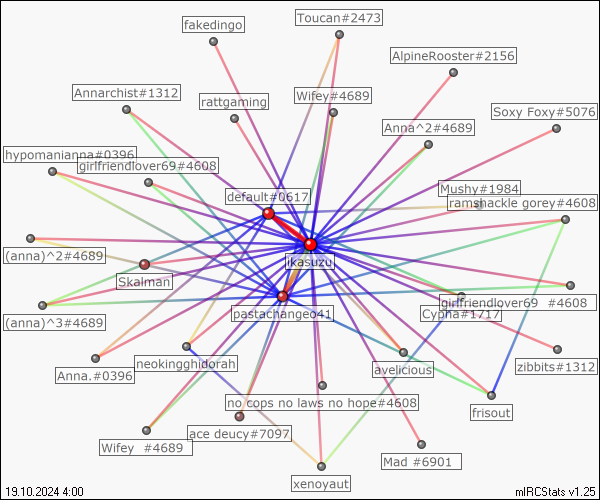 Toucan#2473
fakedingo
AlpineRooster#2156
Annarchist#1312
Wifey#4689
rattgaming
Soxy Foxy#5076
Anna^2#4689
hypomanianna#0396
girlfriendlover69#4608
Mushy#1984
default#0617
ramshackle gorey#4608
(anna)^2#4689
ikasuzu
Skalman
girlfriendlover69 #4608
pastachangeo41
Cypha#1717
(anna)^3#4689
neokingghidorah
zibbits#1312
avelicious
Anna.#0396
no cops no laws no hope#4608
frisout
ace deucy#7097
Wifey #4689
Mad #6901
xenoyaut
19.10.2024 4:00
mIRCStats v1.25